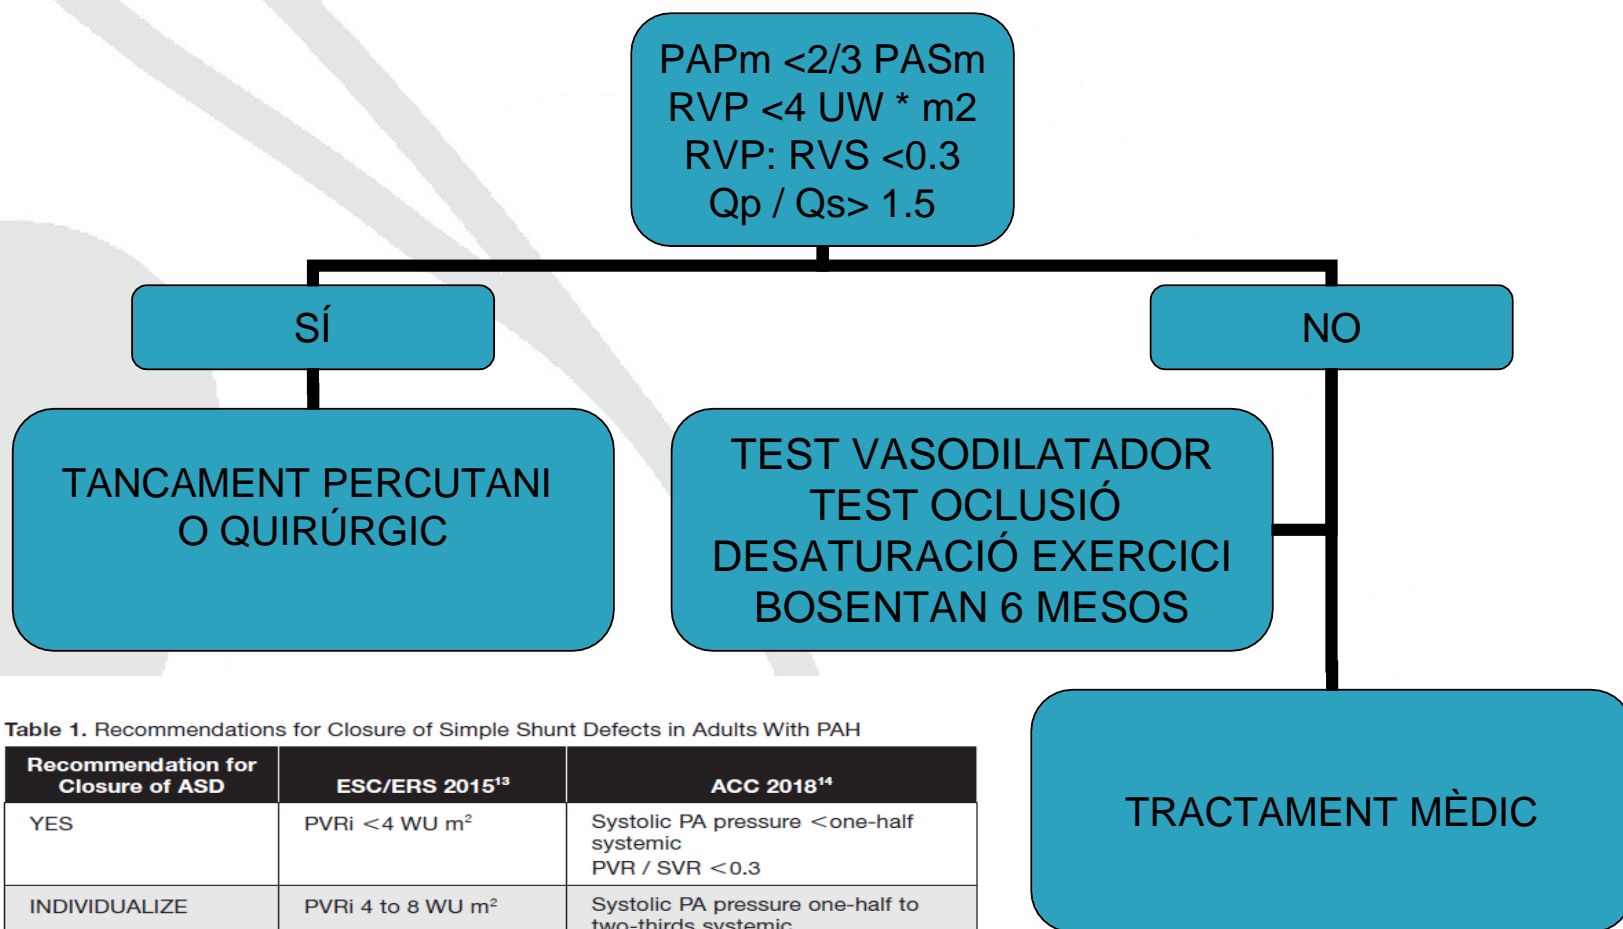 PAPm <2/3 PASm
RVP <4 UW * m2
RVP: RVS <0.3
Qp / Qs> 1.5
SÍ
NO
TANCAMENT PERCUTANI
O QUIRÚRGIC
TEST VASODILATADOR
TEST OCLUSIÓ
DESATURACIÓ EXERCICI
BOSENTAN 6 MESOS
TRACTAMENT MÈDIC
Table 1. Recommendations for Closure of Simple Shunt Defects in Adults With PAH
Recommendation for
Closure of ASD
ESC/ERS 2015¹³
ACC 2018¹⁴
YES
PVRi <4 WU m²
Systolic PA pressure <one-half
systemic
PVR / SVR <0.3
INDIVIDUALIZE
PVRi 4 to 8 WU m²
Systolic PA pressure one-half to
two-thirds systemic